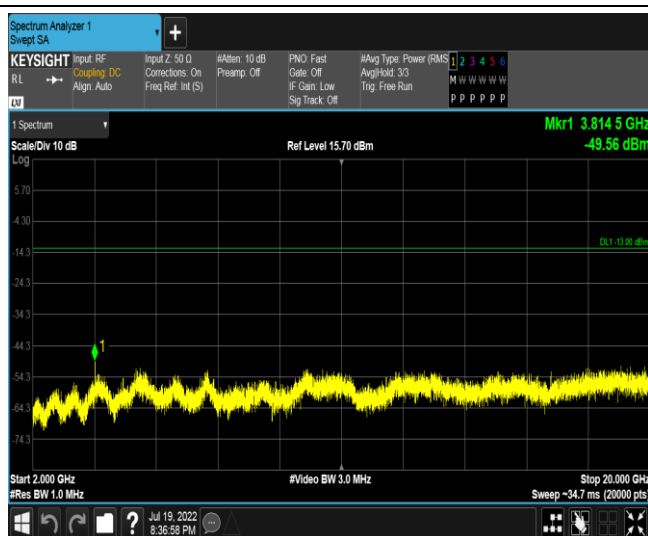 Spectrum Analyzer 1
Swept SA
+
KEYSIGHT
RL
LXI
Input: RF
Coupling: DC
Align: Auto
Input Z: 50 Ω
Corrections: On
Freq Ref: Int (S)
#Atten: 10 dB
Preamp: Off
PNO: Fast
Gate: Off
IF Gain: Low
Sig Track: Off
#Avg Type: Power (RMS
Avg|Hold: 3/3
Trig: Free Run
1 2 3 4 5 6
M W W W W W
P P P P P P
1 Spectrum
Scale/Div 10 dB
Ref Level 15.70 dBm
Mkr1 3.814 5 GHz
-49.56 dBm
Log
5.70
-4.30
DL1 -13.00 dBm
-14.3
-24.3
-34.3
-44.3
1
-54.3
-64.3
-74.3
Start 2.000 GHz
#Res BW 1.0 MHz
#Video BW 3.0 MHz
Stop 20.000 GHz
Sweep ~34.7 ms (20000 pts)
?
Jul 19, 2022
8:36:58 PM